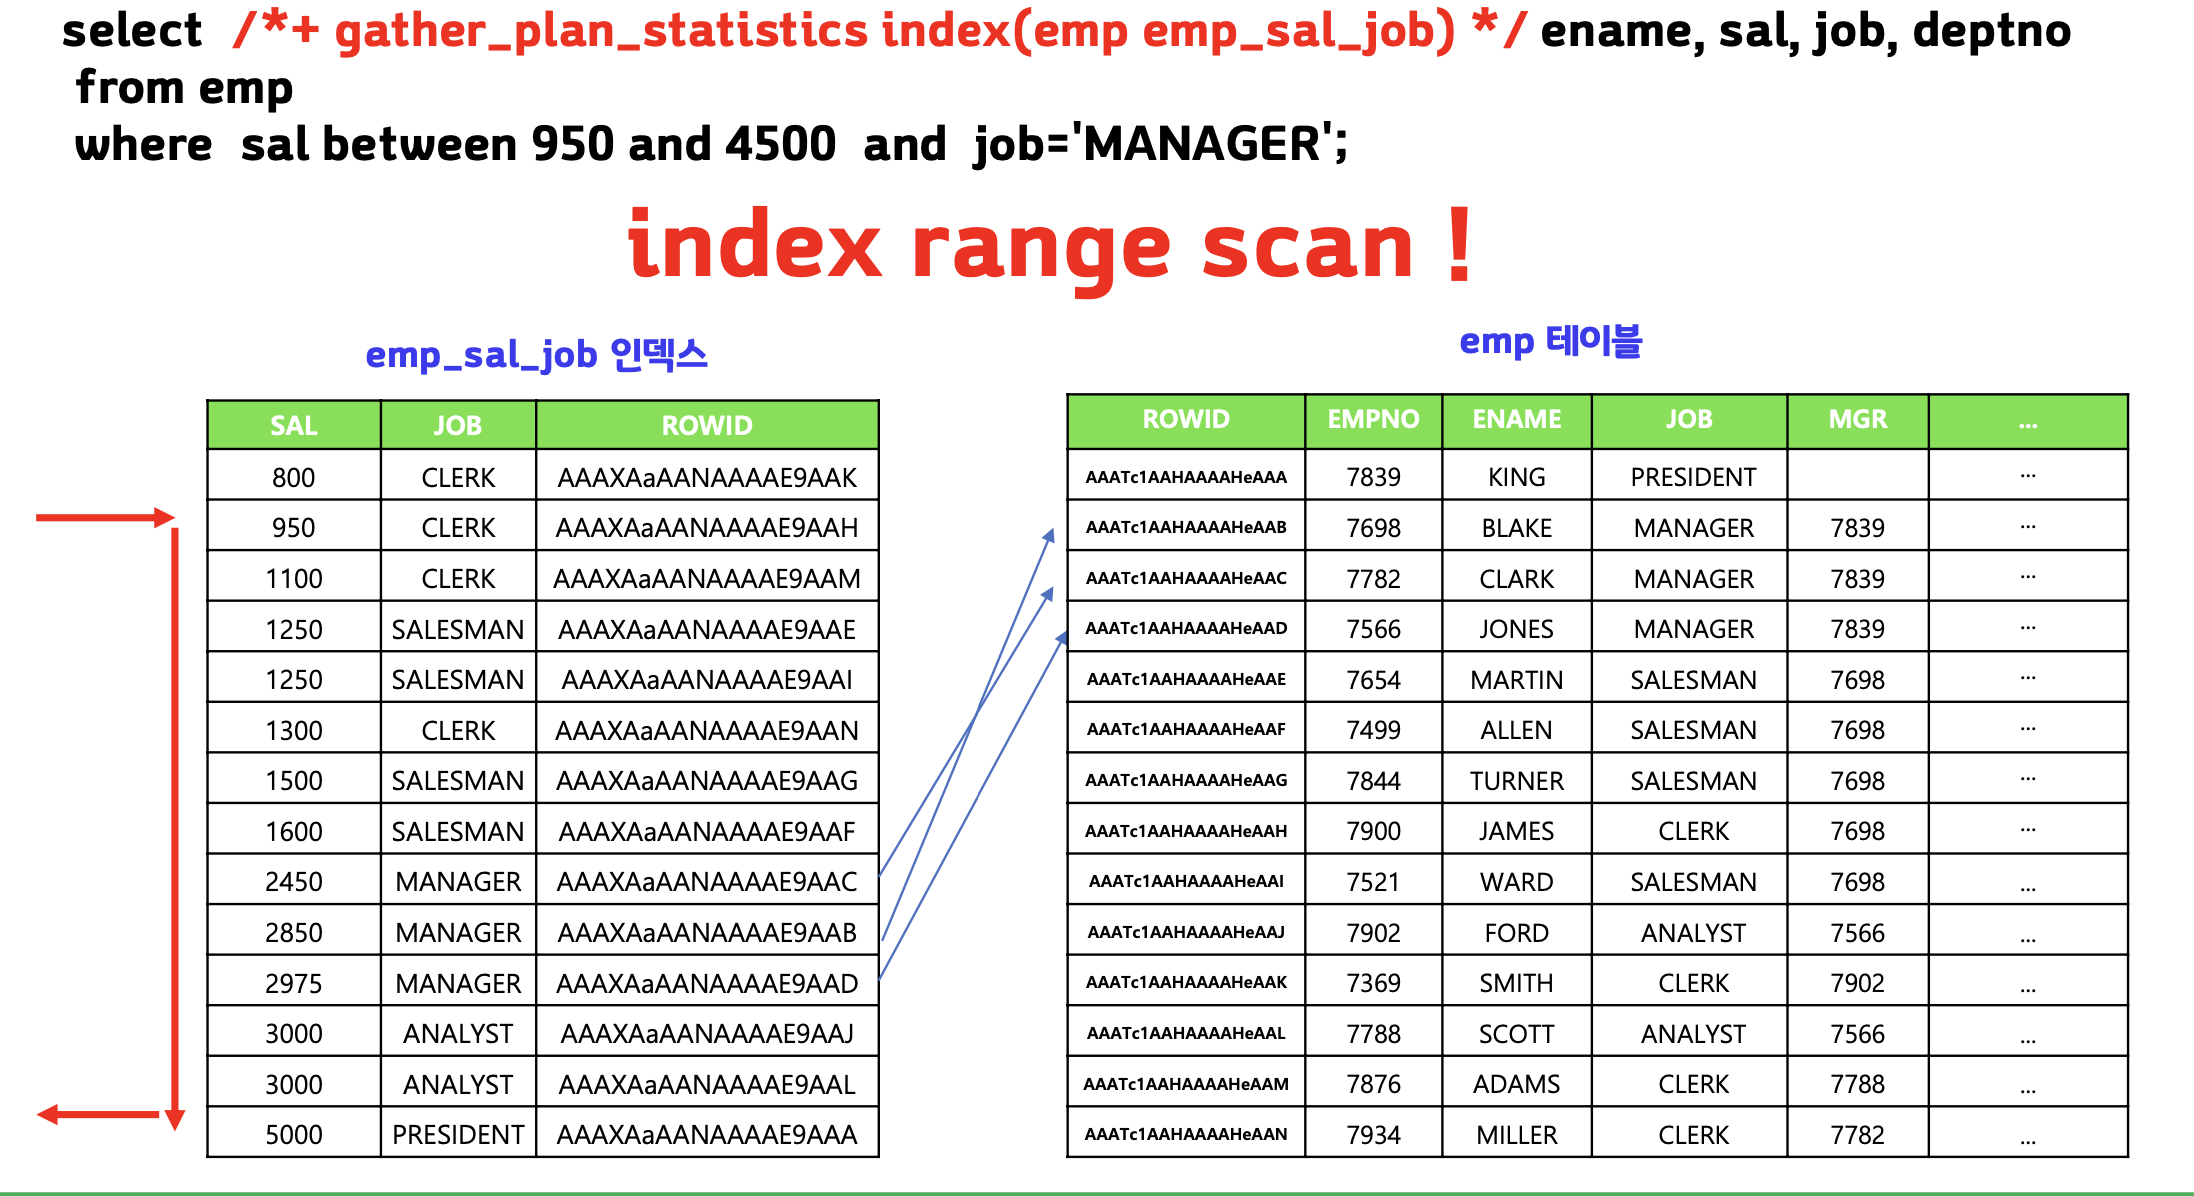 select /*+ gather_plan_statistics index(emp emp_sal_job) */ ename, sal, job, deptno
from emp
where sal between 950 and 4500 and job='MANAGER';
index range scan !
emp_sal_job 인덱스
SAL JOB ROWID
800 CLERK AAAXAaAANAAAAE9AAK
950 CLERK AAAXAaAANAAAAE9AAH
1100 CLERK AAAXAaAANAAAAE9AAM
1250 SALESMAN AAAXAaAANAAAAE9AAE
1250 SALESMAN AAAXAaAANAAAAE9AAI
1300 CLERK AAAXAaAANAAAAE9AAN
1500 SALESMAN AAAXAaAANAAAAE9AAG
1600 SALESMAN AAAXAaAANAAAAE9AAF
2450 MANAGER AAAXAaAANAAAAE9AAC
2850 MANAGER AAAXAaAANAAAAE9AAB
2975 MANAGER AAAXAaAANAAAAE9AAD
3000 ANALYST AAAXAaAANAAAAE9AAJ
3000 ANALYST AAAXAaAANAAAAE9AAL
5000 PRESIDENT AAAXAaAANAAAAE9AAA
emp 테이블
ROWID EMPNO ENAME JOB MGR ...
AAATc1AAHAAAAHeAAA 7839 KING PRESIDENT ...
AAATc1AAHAAAAHeAAB 7698 BLAKE MANAGER 7839 ...
AAATc1AAHAAAAHeAAC 7782 CLARK MANAGER 7839 ...
AAATc1AAHAAAAHeAAD 7566 JONES MANAGER 7839 ...
AAATc1AAHAAAAHeAAE 7654 MARTIN SALESMAN 7698 ...
AAATc1AAHAAAAHeAAF 7499 ALLEN SALESMAN 7698 ...
AAATc1AAHAAAAHeAAG 7844 TURNER SALESMAN 7698 ...
AAATc1AAHAAAAHeAAH 7900 JAMES CLERK 7698 ...
AAATc1AAHAAAAHeAAI 7521 WARD SALESMAN 7698 ...
AAATc1AAHAAAAHeAAJ 7902 FORD ANALYST 7566 ...
AAATc1AAHAAAAHeAAK 7369 SMITH CLERK 7902 ...
AAATc1AAHAAAAHeAAL 7788 SCOTT ANALYST 7566 ...
AAATc1AAHAAAAHeAAM 7876 ADAMS CLERK 7788 ...
AAATc1AAHAAAAHeAAN 7934 MILLER CLERK 7782 ...